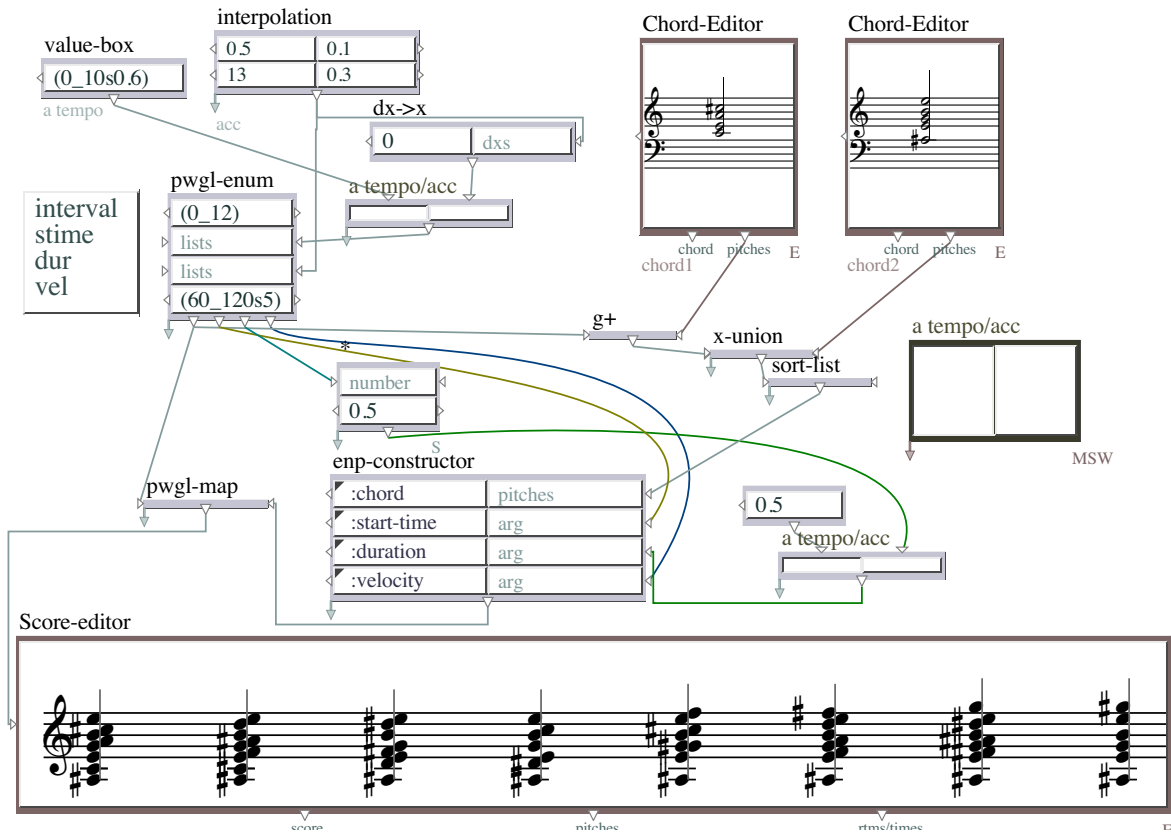 interpolation
0.5 0.1
13 0.3
acc
value-box
(0_10s0.6)
a tempo
dx->x
0 dxs
Chord-Editor
chord pitches
chord1 E
Chord-Editor
chord pitches
chord2 E
a tempo/acc
pwgl-enum
(0_12)
lists
lists
(60_120s5)
interval
stime
dur
vel
g+
x-union
sort-list
a tempo/acc
MSW
*
number
0.5
S
enp-constructor
:chord pitches
:start-time arg
:duration arg
:velocity arg
pwgl-map
0.5
a tempo/acc
Score-editor
score pitches rtms/times E